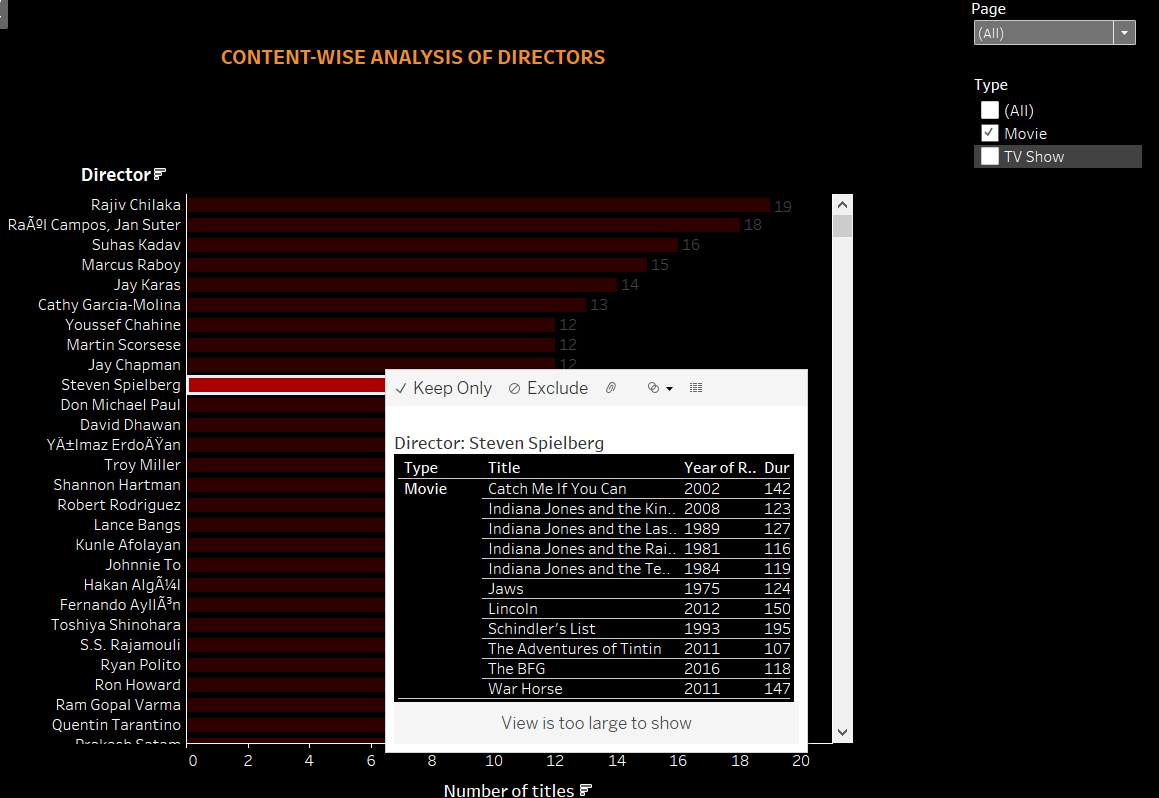 Page
(All)
CONTENT-WISE ANALYSIS OF DIRECTORS
Type
(All)
Movie
TV Show
Director
Rajiv Chilaka 19
RaÃºl Campos, Jan Suter 18
Suhas Kadav 16
Marcus Raboy 15
Jay Karas 14
Cathy Garcia-Molina 13
Youssef Chahine 12
Martin Scorsese 12
Jay Chapman 12
Steven Spielberg
Don Michael Paul
David Dhawan
YÄ±lmaz ErdoÄŸan
Troy Miller
Shannon Hartman
Robert Rodriguez
Lance Bangs
Kunle Afolayan
Johnnie To
Hakan AlgÃ¼l
Fernando AyllÃ³n
Toshiya Shinohara
S.S. Rajamouli
Ryan Polito
Ron Howard
Ram Gopal Varma
Quentin Tarantino
Keep Only Exclude
Director: Steven Spielberg
Type Title Year of R.. Dur
Movie Catch Me If You Can 2002 142
Indiana Jones and the Kin.. 2008 123
Indiana Jones and the Las.. 1989 127
Indiana Jones and the Rai.. 1981 116
Indiana Jones and the Te.. 1984 119
Jaws 1975 124
Lincoln 2012 150
Schindler's List 1993 195
The Adventures of Tintin 2011 107
The BFG 2016 118
War Horse 2011 147
View is too large to show
0 2 4 6 8 10 12 14 16 18 20
Number of titles